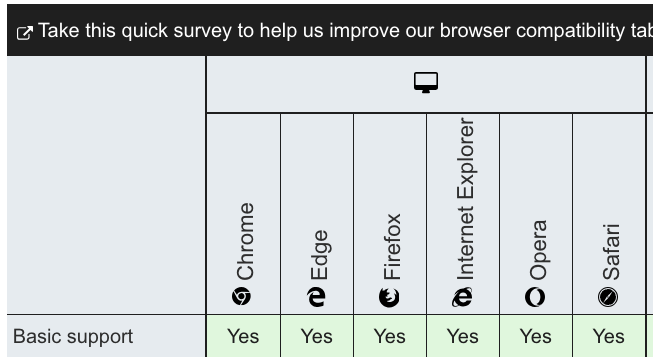 Take this quick survey to help us improve our browser compatibility tab
Chrome
Edge
Firefox
Internet Explorer
Opera
Safari
Basic support Yes Yes Yes Yes Yes Yes